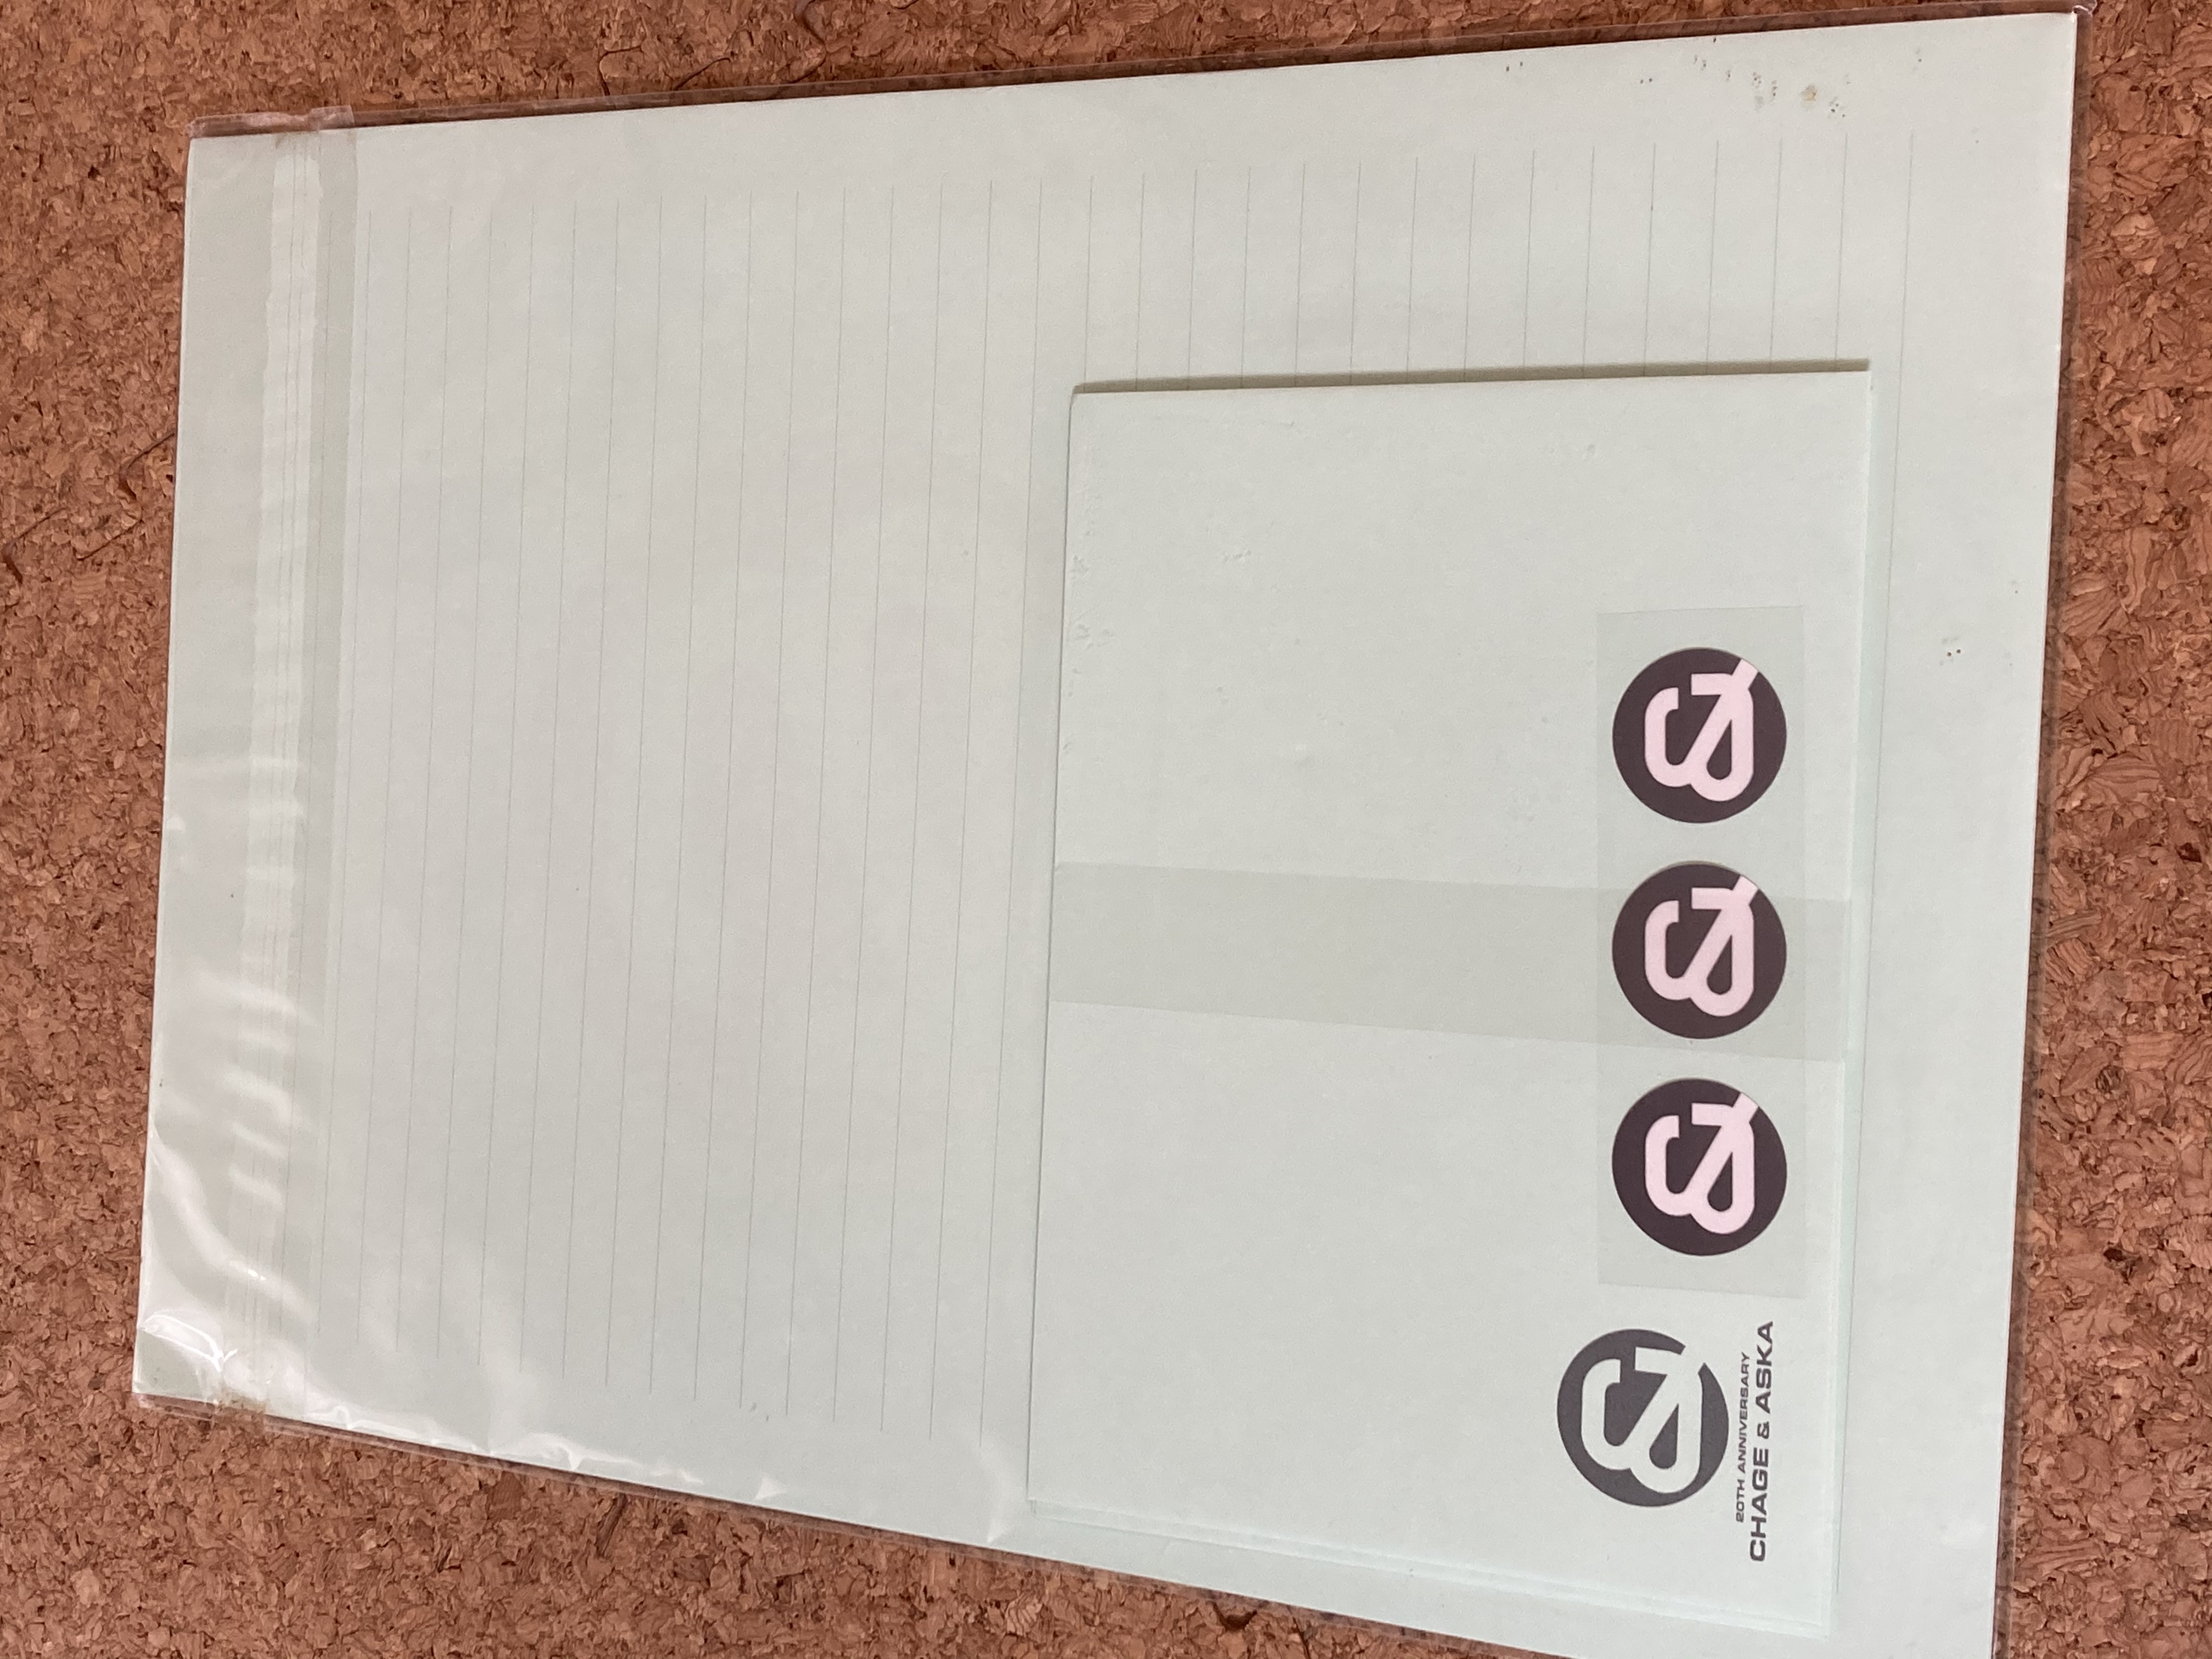 20TH ANNIVERSARY
CHAGE & ASKA